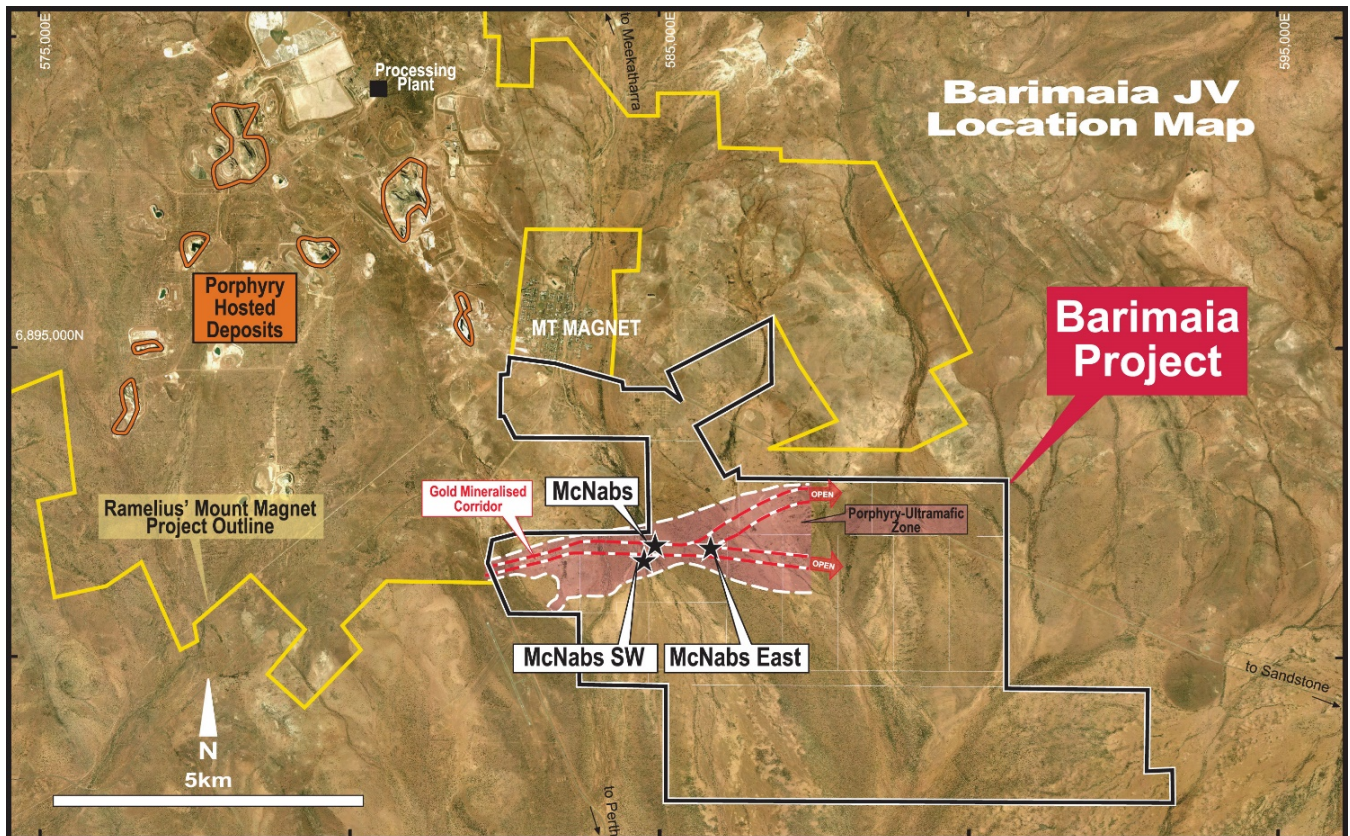 575,000E
to Meekatharra
585,000E
595,000E
Processing
Plant
Barimaia JV
Location Map
Porphyry
Hosted
Deposits
6,895,000N
MT MAGNET
Barimaia
Project
Gold Mineralised
Corridor
McNabs
OPEN
Porphyry-Ultramafic
Zone
Ramelius' Mount Magnet
Project Outline
OPEN
McNabs SW
McNabs East
to Sandstone
N
5km
to Perth